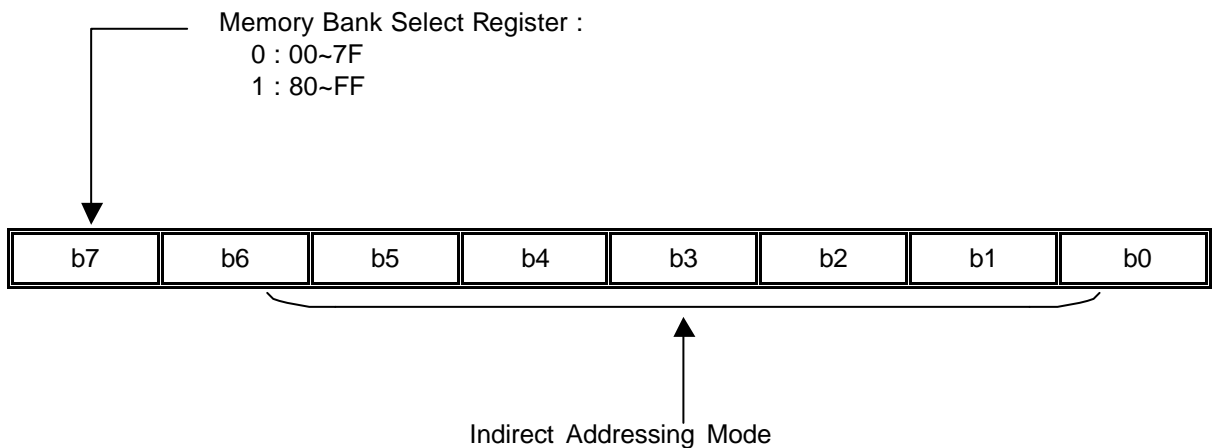 Memory Bank Select Register :
0 : 00~7F
1 : 80~FF
b7 b6 b5 b4 b3 b2 b1 b0
Indirect Addressing Mode